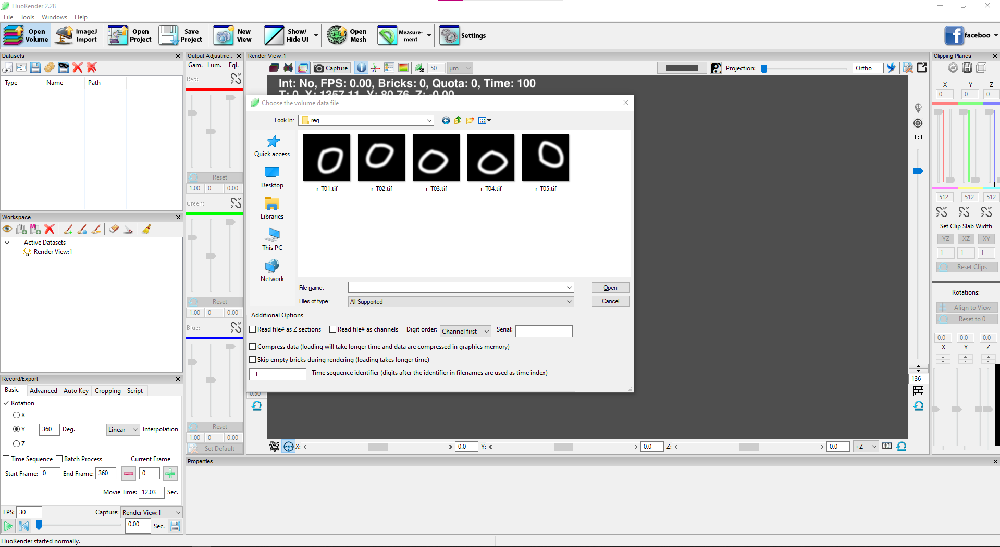 FluoRender 2.28
File Tools Windows Help
Open Volume
ImageJ Import
Open Project
Save Project
New View
Show/ Hide UI
Open Mesh
Measure-ment
Settings
faceboo
Datasets
Type Name Path
Output Adjustme...
Gam. Lum. Eql.
Red:
Reset
1.00 0 0.00
Green:
Reset
1.00 0 0.00
Blue:
Reset
1.00 0 0.00
Set Default
Render View:1
Capture
SB
50
µm
Projection:
Ortho
Int: No, FPS: 0.00, Bricks: 0, Quota: 0, Time: 100
T: 0, X: 1357.11, Y: 80.76, Z: -0.00
Choose the volume data file
Look in: reg
Quick access
Desktop
Libraries
This PC
Network
r_T01.tif r_T02.tif r_T03.tif r_T04.tif r_T05.tif
File name:
Open
Files of type: All Supported
Cancel
Additional Options
Read file# as Z sections Read file# as channels Digit order: Channel first Serial:
Compress data (loading will take longer time and data are compressed in graphics memory)
Skip empty bricks during rendering (loading takes longer time)
_T Time sequence identifier (digits after the identifier in filenames are used as time index)
0.50
1:1
136
45
X: < > 0.0 Y: < > 0.0 Z: < > 0.0 +Z 000
Clipping Planes
X Y Z
0 0 0
512 512 512
Set Clip Slab Width
YZ XZ XY
1 1 1
Reset Clips
Rotations:
Align to View
Reset to 0
0.0 0.0 0.0
X Y Z
Workspace
Active Datasets
Render View:1
Record/Export
Basic Advanced Auto Key Cropping Script
Rotation
X
Y 360 Deg. Linear Interpolation
Z
Time Sequence Batch Process Current Frame
Start Frame: 0 End Frame: 360 0
Movie Time: 12.03 Sec.
FPS: 30 Capture: Render View:1
0.00 Sec.
Properties
FluoRender started normally.